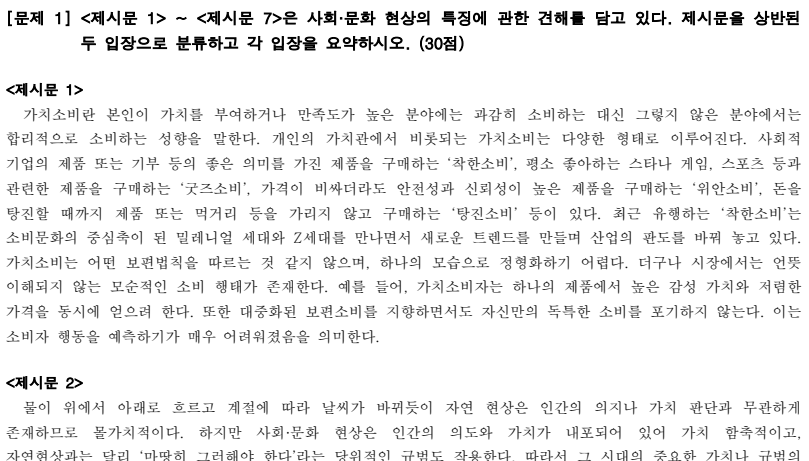 [문제 1] <제시문 1> ~ <제시문 7>은 사회·문화 현상의 특징에 관한 견해를 담고 있다. 제시문을 상반된
두 입장으로 분류하고 각 입장을 요약하시오. (30점)
<제시문 1>
가치소비란 본인이 가치를 부여하거나 만족도가 높은 분야에는 과감히 소비하는 대신 그렇지 않은 분야에서는
합리적으로 소비하는 성향을 말한다. 개인의 가치관에서 비롯되는 가치소비는 다양한 형태로 이루어진다. 사회적
기업의 제품 또는 기부 등의 좋은 의미를 가진 제품을 구매하는 '착한소비', 평소 좋아하는 스타나 게임, 스포츠 등과
관련한 제품을 구매하는 '굿즈소비', 가격이 비싸더라도 안전성과 신뢰성이 높은 제품을 구매하는 '위안소비', 돈을
탕진할 때까지 제품 또는 먹거리 등을 가리지 않고 구매하는 '탕진소비' 등이 있다. 최근 유행하는 '착한소비'는
소비문화의 중심축이 된 밀레니얼 세대와 Z세대를 만나면서 새로운 트렌드를 만들며 산업의 판도를 바꿔 놓고 있다.
가치소비는 어떤 보편법칙을 따르는 것 같지 않으며, 하나의 모습으로 정형화하기 어렵다. 더구나 시장에서는 언뜻
이해되지 않는 모순적인 소비 행태가 존재한다. 예를 들어, 가치소비자는 하나의 제품에서 높은 감성 가치와 저렴한
가격을 동시에 얻으려 한다. 또한 대중화된 보편소비를 지향하면서도 자신만의 독특한 소비를 포기하지 않는다. 이는
소비자 행동을 예측하기가 매우 어려워졌음을 의미한다.
<제시문 2>
물이 위에서 아래로 흐르고 계절에 따라 날씨가 바뀌듯이 자연 현상은 인간의 의지나 가치 판단과 무관하게
존재하므로 몰가치적이다. 하지만 사회·문화 현상은 인간의 의도와 가치가 내포되어 있어 가치 함축적이고,
자연현상과는 달리 '마땅히 그러해야 한다'라는 당위적인 규범도 작용한다. 따라서 그 시대의 중요한 가치나 규범의